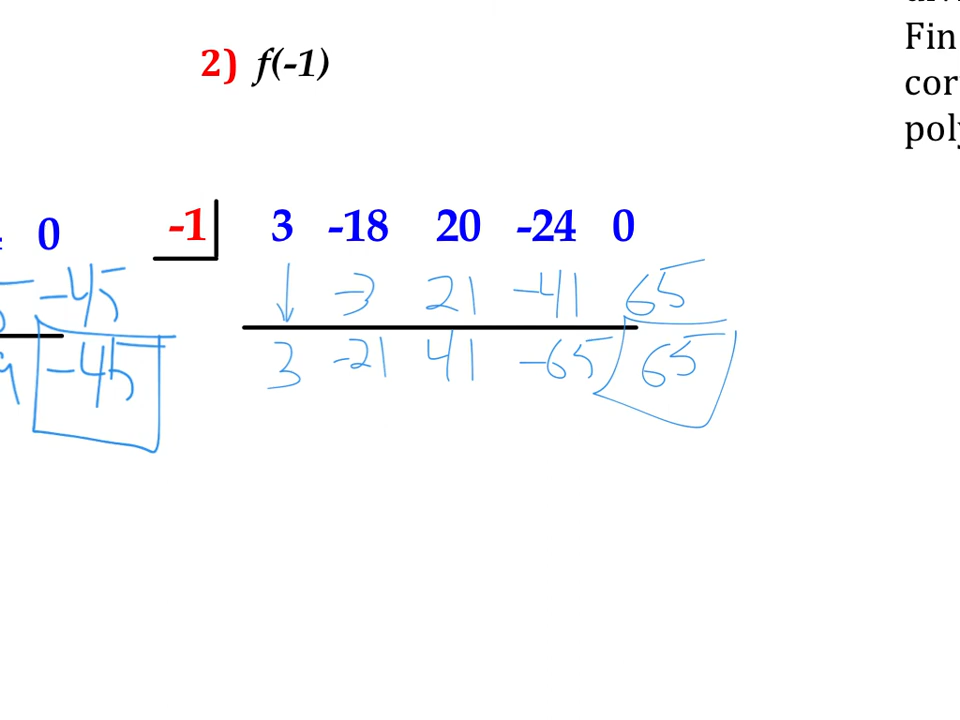 Fin
2) f(-1)
cor
poly
0 -1 3 -18 20 -24 0
-45 -3 21 -41 65
-45 3 -21 41 -65 65